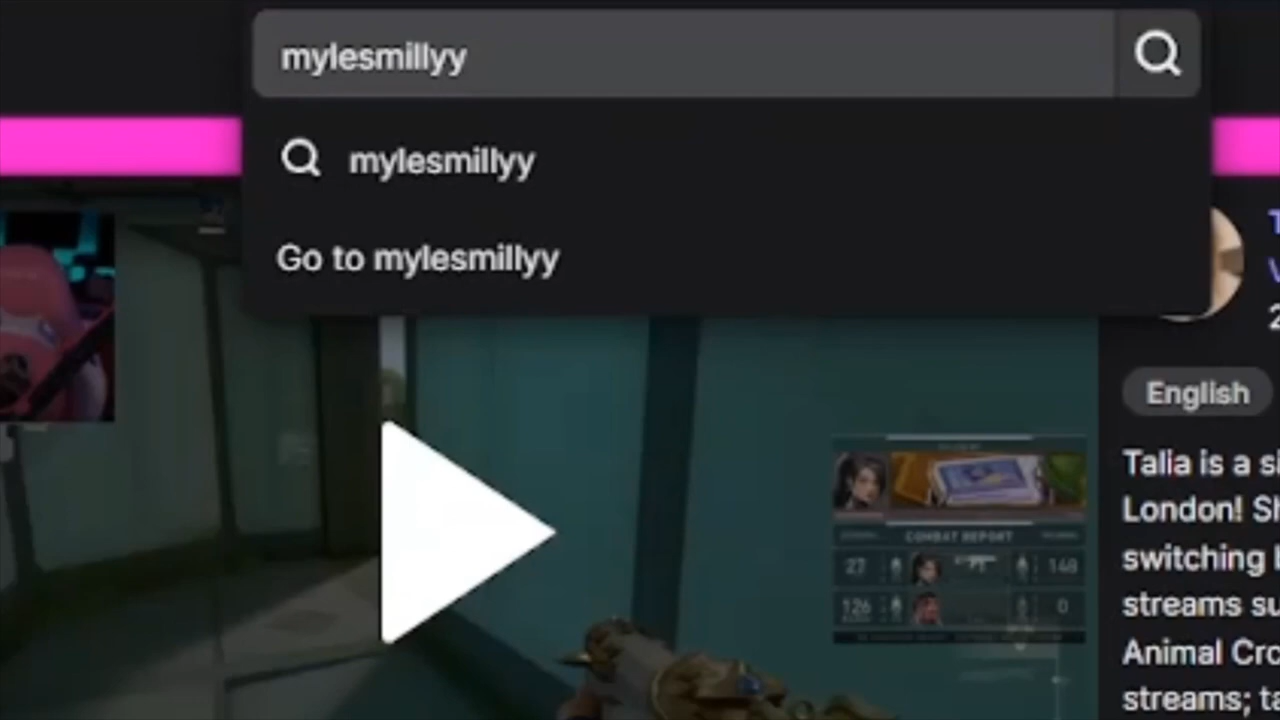 mylesmillyy
mylesmillyy
Go to mylesmillyy
English
Talia is a si
London! Sh
switching b
streams su
Animal Cro
streams; ta
COMBAT REPORT
27 148
126 0